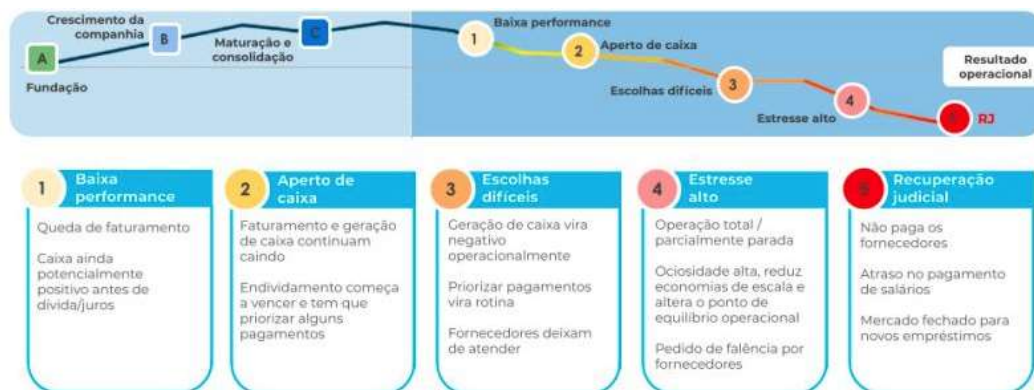 Crescimento da
companhia
B
A
Fundação
Maturação e
consolidação
C
1
Baixa performance
2
Aperto de caixa
Escolhas difíceis
3
Estresse alto
4
RJ
Resultado
operacional
1
Baixa
performance
Queda de faturamento
Caixa ainda
potencialmente
positivo antes de
dívida/juros
2
Aperto de
caixa
Faturamento e geração
de caixa continuam
caindo
Endividamento começa
a vencer e tem que
priorizar alguns
pagamentos
3
Escolhas
difíceis
Geração de caixa vira
negativo
operacionalmente
Priorizar pagamentos
vira rotina
Fornecedores deixam
de atender
4
Estresse
alto
Operação total /
parcialmente parada
Ociosidade alta, reduz
economias de escala e
altera o ponto de
equilíbrio operacional
Pedido de falência por
fornecedores
5
Recuperação
judicial
Não paga os
fornecedores
Atraso no pagamento
de salários
Mercado fechado para
novos empréstimos